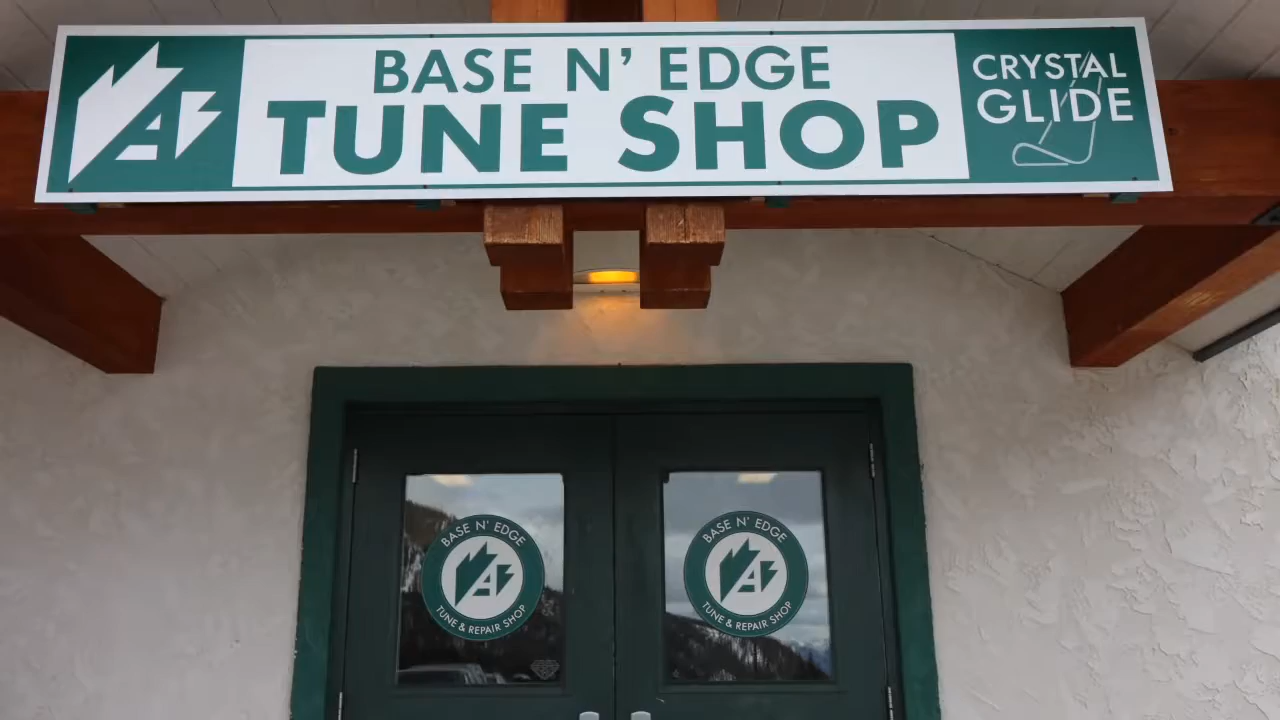 BASE N' EDGE
TUNE SHOP
CRYSTAL
GLIDE
BASE N' EDGE
TUNE & REPAIR SHOP
BASE N' EDGE
TUNE & REPAIR SHOP